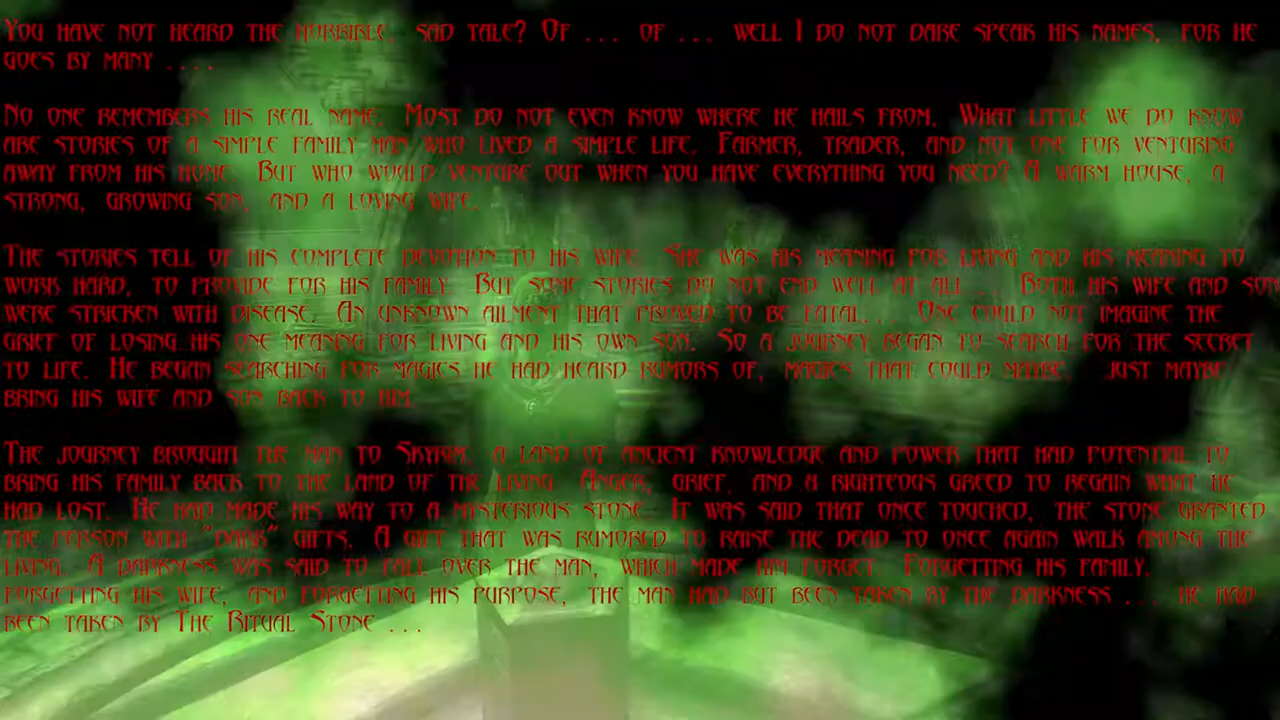 You have not heard the horrible, sad tale? Of ... of ... well I do not dare speak his names, for he
goes by many ....
No one remembers his real name. Most do not even know where he hails from. What little we do know
are stories of a simple family man who lived a simple life. Farmer, trader, and not one for venturing
away from his home. But who would venture out when you have everything you need? A warm house, a
strong, growing son, and a loving wife.
The stories tell of his complete devotion to his wife. She was his meaning for living and his meaning to
work hard, to provide for his family. But some stories do not end well at all ... Both his wife and son
were stricken with disease. An unknown ailment that proved to be fatal... One could not imagine the
grief of losing his one meaning for living and his own son. So a journey began to search for the secret
to life. He began searching for magics he had heard rumors of, magics that could maybe. just maybe
bring his wife and son back to him.
The journey brought the man to Skyrim, a land of ancient knowledge and power that had potential to
bring his family back to the land of the living. Anger, grief, and a righteous greed to regain what he
had lost. He had made his way to a mysterious stone. It was said that once touched, the stone granted
the person with "dark" gifts. A gift that was rumored to raise the dead to once again walk among the
living. A darkness was said to fall over the man, which made him forget. Forgetting his family.
forgetting his wife, and forgetting his purpose, the man had but been taken by the darkness ... he had
been taken by The Ritual Stone ...